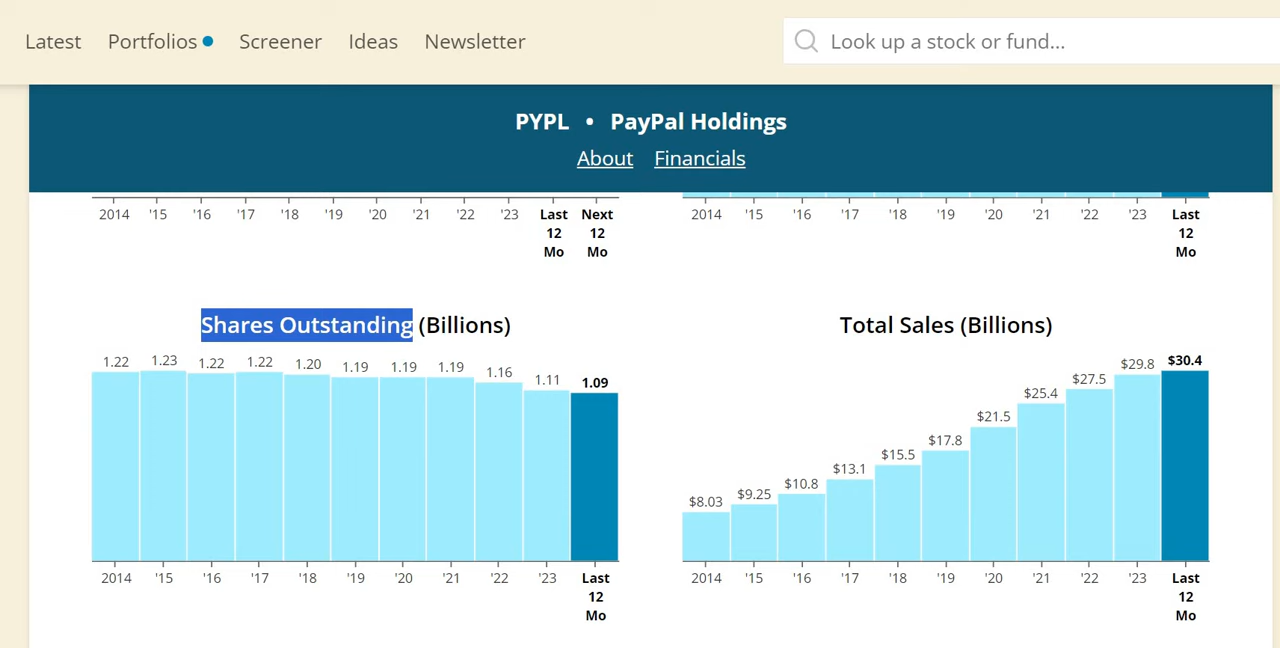 Latest Portfolios Screener Ideas Newsletter Look up a stock or fund...
PYPL • PayPal Holdings
About Financials
2014 '15 '16 '17 '18 '19 '20 '21 '22 '23 Last 12 Mo Next 12 Mo
2014 '15 '16 '17 '18 '19 '20 '21 '22 '23 Last 12 Mo
Shares Outstanding (Billions)
1.22 1.23 1.22 1.22 1.20 1.19 1.19 1.19 1.16 1.11 1.09
2014 '15 '16 '17 '18 '19 '20 '21 '22 '23 Last 12 Mo
Total Sales (Billions)
$8.03 $9.25 $10.8 $13.1 $15.5 $17.8 $21.5 $25.4 $27.5 $29.8 $30.4
2014 '15 '16 '17 '18 '19 '20 '21 '22 '23 Last 12 Mo